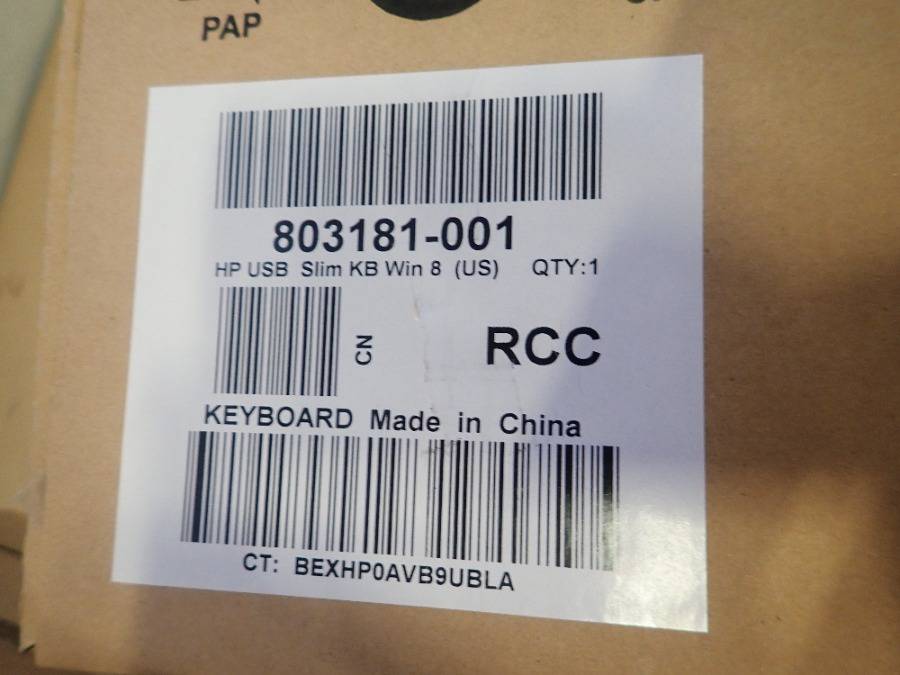 PAP
803181-001
HP USB Slim KB Win 8 (US) QTY:1
CN
RCC
KEYBOARD Made in China
CT: BEXHP0AVB9UBLA